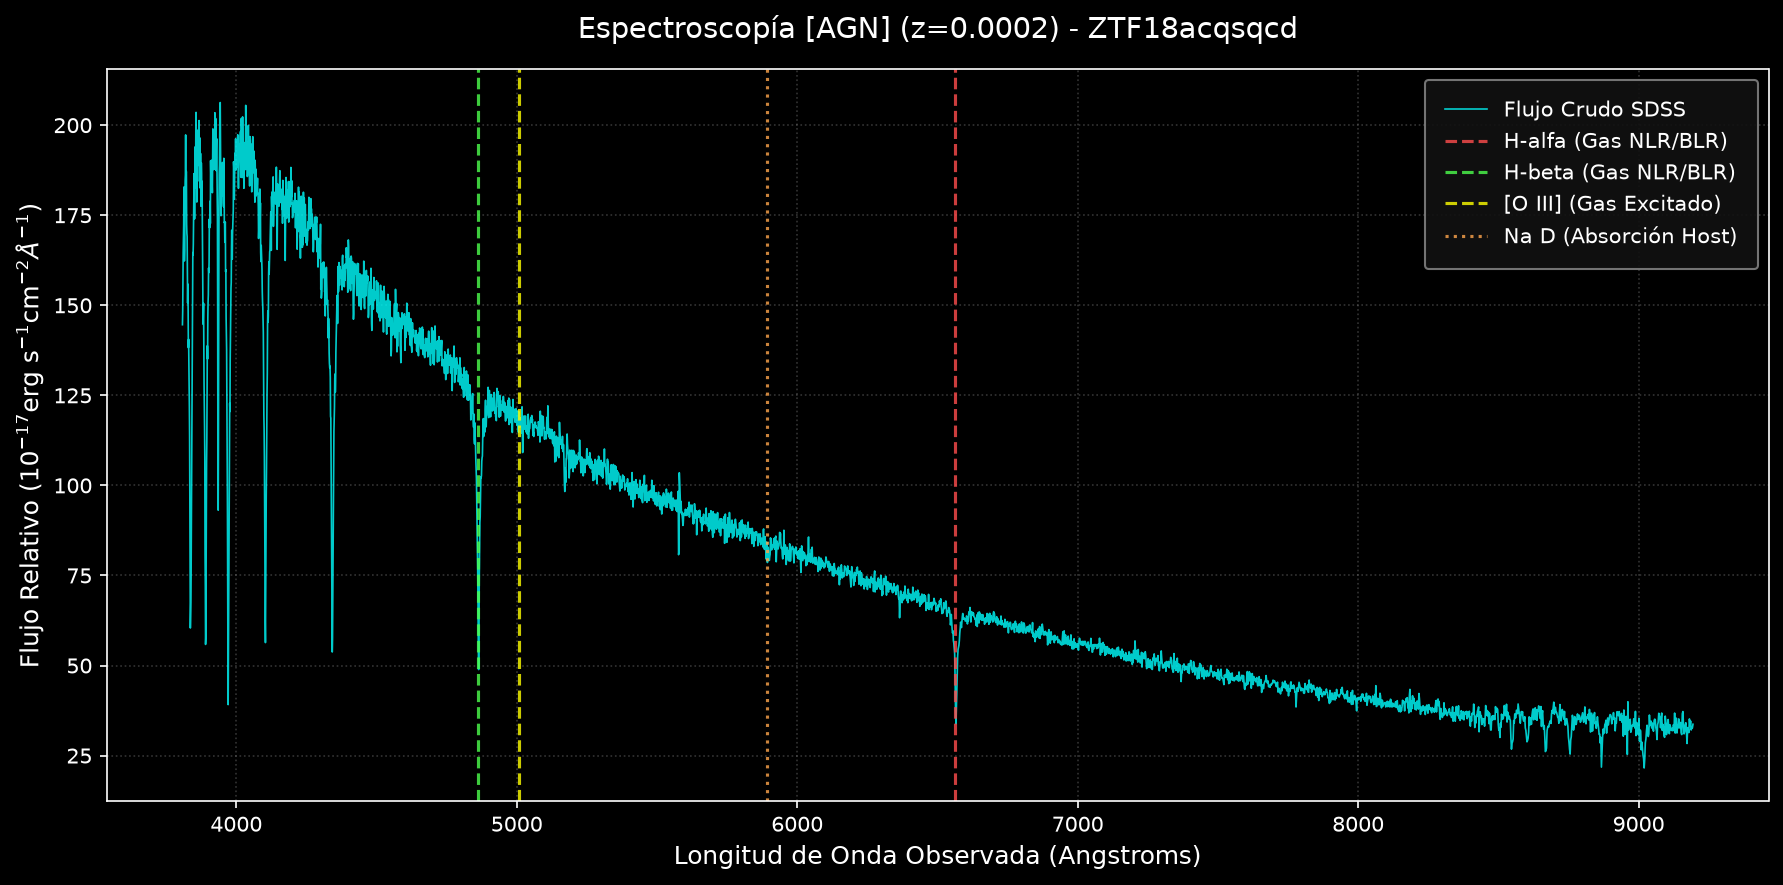 Espectroscopía [AGN] (z=0.0002) - ZTF18acqsqcd
Flujo Crudo SDSS
H-alfa (Gas NLR/BLR)
H-beta (Gas NLR/BLR)
[O III] (Gas Excitado)
Na D (Absorción Host)
Flujo Relativo (10⁻¹⁷erg s⁻¹cm⁻²Å⁻¹)
200
175
150
125
100
75
50
25
4000 5000 6000 7000 8000 9000
Longitud de Onda Observada (Angstroms)